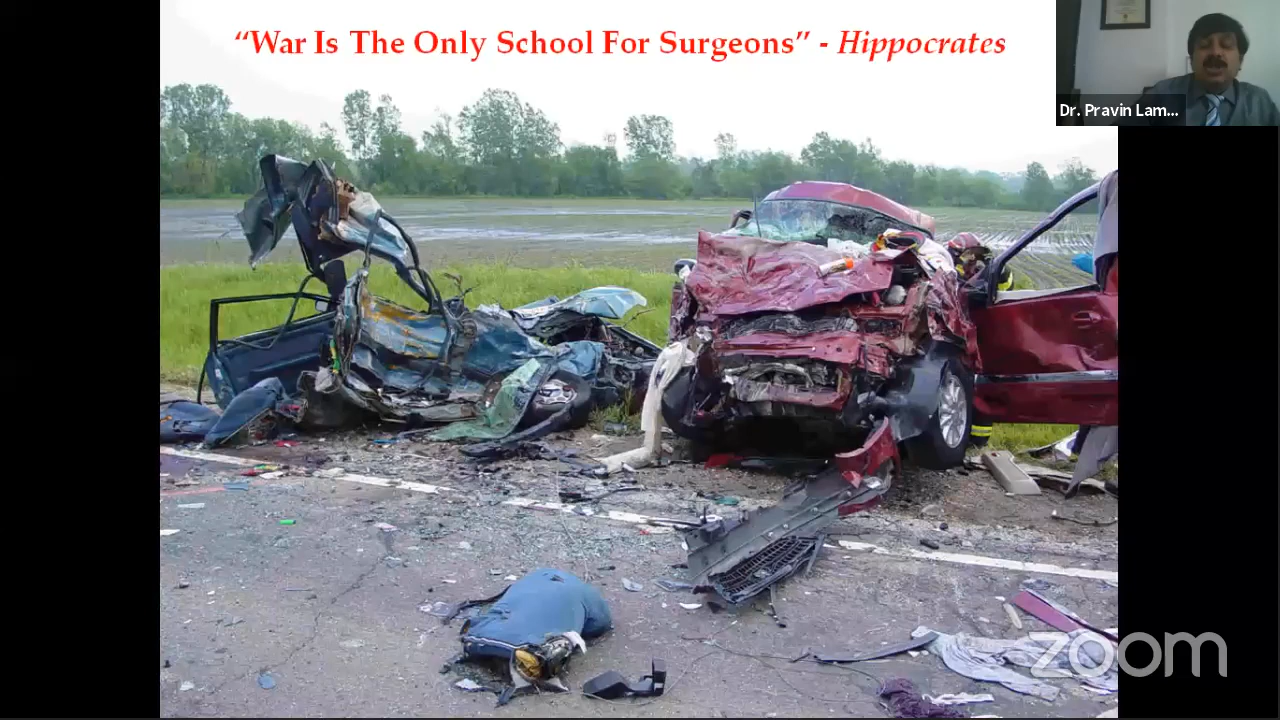 “War Is The Only School For Surgeons” - Hippocrates
Dr. Pravin Lam...
zoom